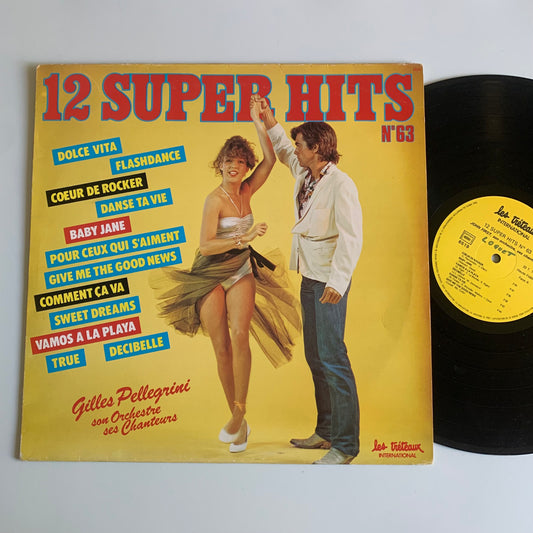 12 SUPER HITS
N°63
DOLCE VITA
FLASHDANCE
COEUR DE ROCKER
DANSE TA VIE
BABY JANE
POUR CEUX QUI S'AIMENT
GIVE ME THE GOOD NEWS
COMMENT ÇA VA
SWEET DREAMS
VAMOS A LA PLAYA
TRUE
DECIBELLE
Gilles Pellegrini
son Orchestre
ses Chanteurs
les tréteaux
INTERNATIONAL
les tréteaux
INTERNATIONAL
12 SUPER HITS N° 63